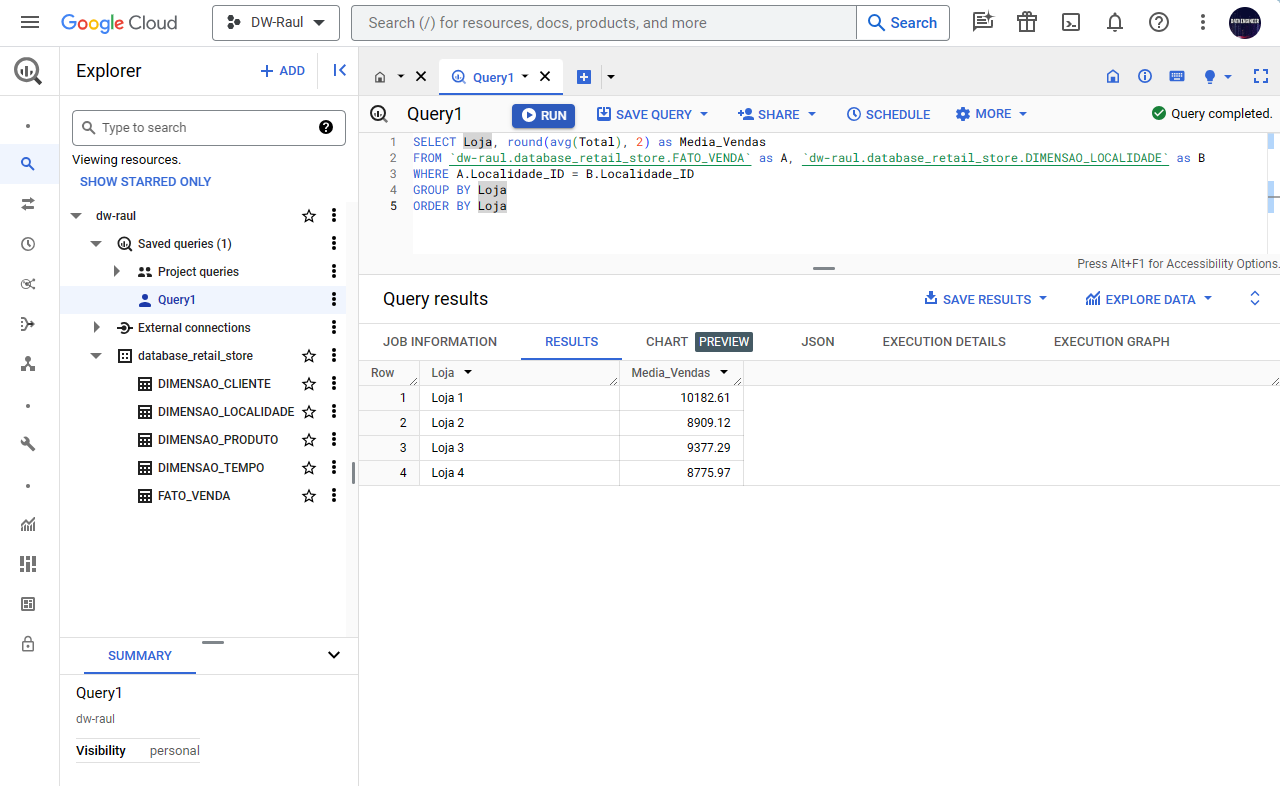 Google Cloud
DW-Raul
Search (/) for resources, docs, products, and more
Search
Explorer
ADD
Type to search
Viewing resources.
SHOW STARRED ONLY
dw-raul
Saved queries (1)
Project queries
Query1
External connections
database_retail_store
DIMENSAO_CLIENTE
DIMENSAO_LOCALIDADE
DIMENSAO_PRODUTO
DIMENSAO_TEMPO
FATO_VENDA
SUMMARY
Query1
dw-raul
Visibility personal
Query1
Query1
RUN
SAVE QUERY
SHARE
SCHEDULE
MORE
Query completed.
1 SELECT Loja, round(avg(Total), 2) as Media_Vendas
2 FROM `dw-raul.database_retail_store.FATO_VENDA` as A, `dw-raul.database_retail_store.DIMENSAO_LOCALIDADE` as B
3 WHERE A.Localidade_ID = B.Localidade_ID
4 GROUP BY Loja
5 ORDER BY Loja
Press Alt+F1 for Accessibility Options.
Query results
SAVE RESULTS
EXPLORE DATA
JOB INFORMATION
RESULTS
CHART PREVIEW
JSON
EXECUTION DETAILS
EXECUTION GRAPH
Row Loja Media_Vendas
1 Loja 1 10182.61
2 Loja 2 8909.12
3 Loja 3 9377.29
4 Loja 4 8775.97